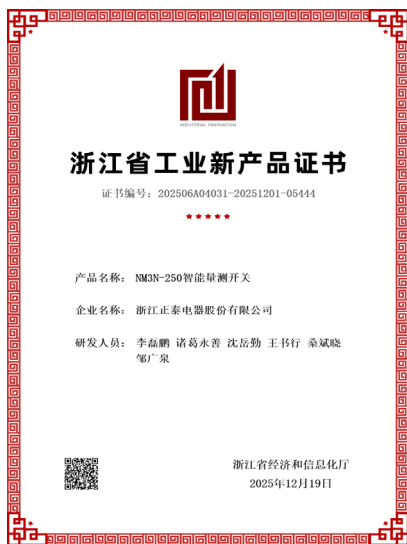 INDUSTRIAL INNOVATION
浙江省工业新产品证书
证书编号：202506A04031-20251201-05444
产品名称： NM3N-250智能量测开关
企业名称： 浙江正泰电器股份有限公司
研发人员： 李磊鹏 诸葛永善 沈岳勤 王书行 桑斌晓
邹广泉
浙江省经济和信息化厅
2025年12月19日